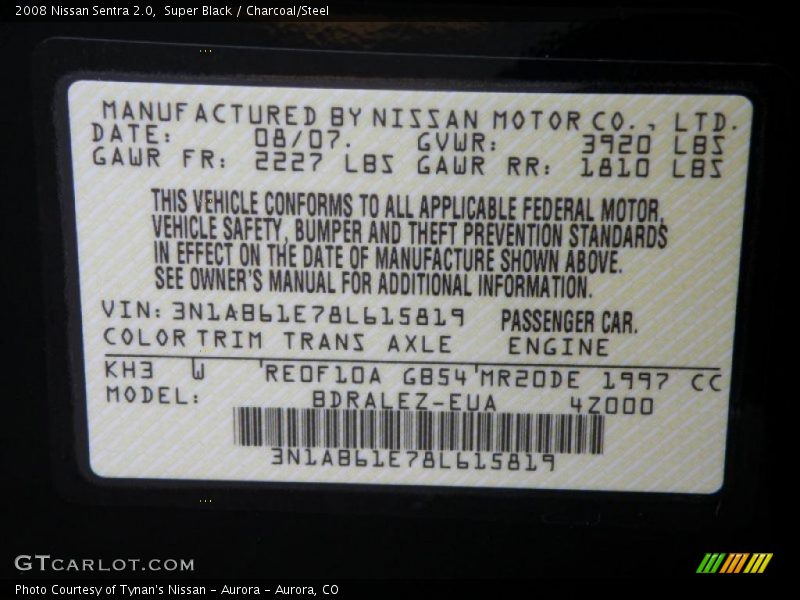 2008 Nissan Sentra 2.0,  Super Black / Charcoal/Steel
MANUFACTURED BY NISSAN MOTOR CO., LTD.
DATE: 08/07. GVWR: 3920 LBS
GAWR FR: 2227 LBS GAWR RR: 1810 LBS
THIS VEHICLE CONFORMS TO ALL APPLICABLE FEDERAL MOTOR
VEHICLE SAFETY, BUMPER AND THEFT PREVENTION STANDARDS
IN EFFECT ON THE DATE OF MANUFACTURE SHOWN ABOVE.
SEE OWNER'S MANUAL FOR ADDITIONAL INFORMATION.
VIN: 3N1AB61E78L615819 PASSENGER CAR.
COLOR TRIM TRANS AXLE ENGINE
KH3 W 'RE0F10A GB54'MR20DE 1997 CC
MODEL: BDRALEZ-EUA 4Z000
3N1AB61E78L615819
GTCARLOT.COM
Photo Courtesy of Tynan's Nissan - Aurora - Aurora, CO